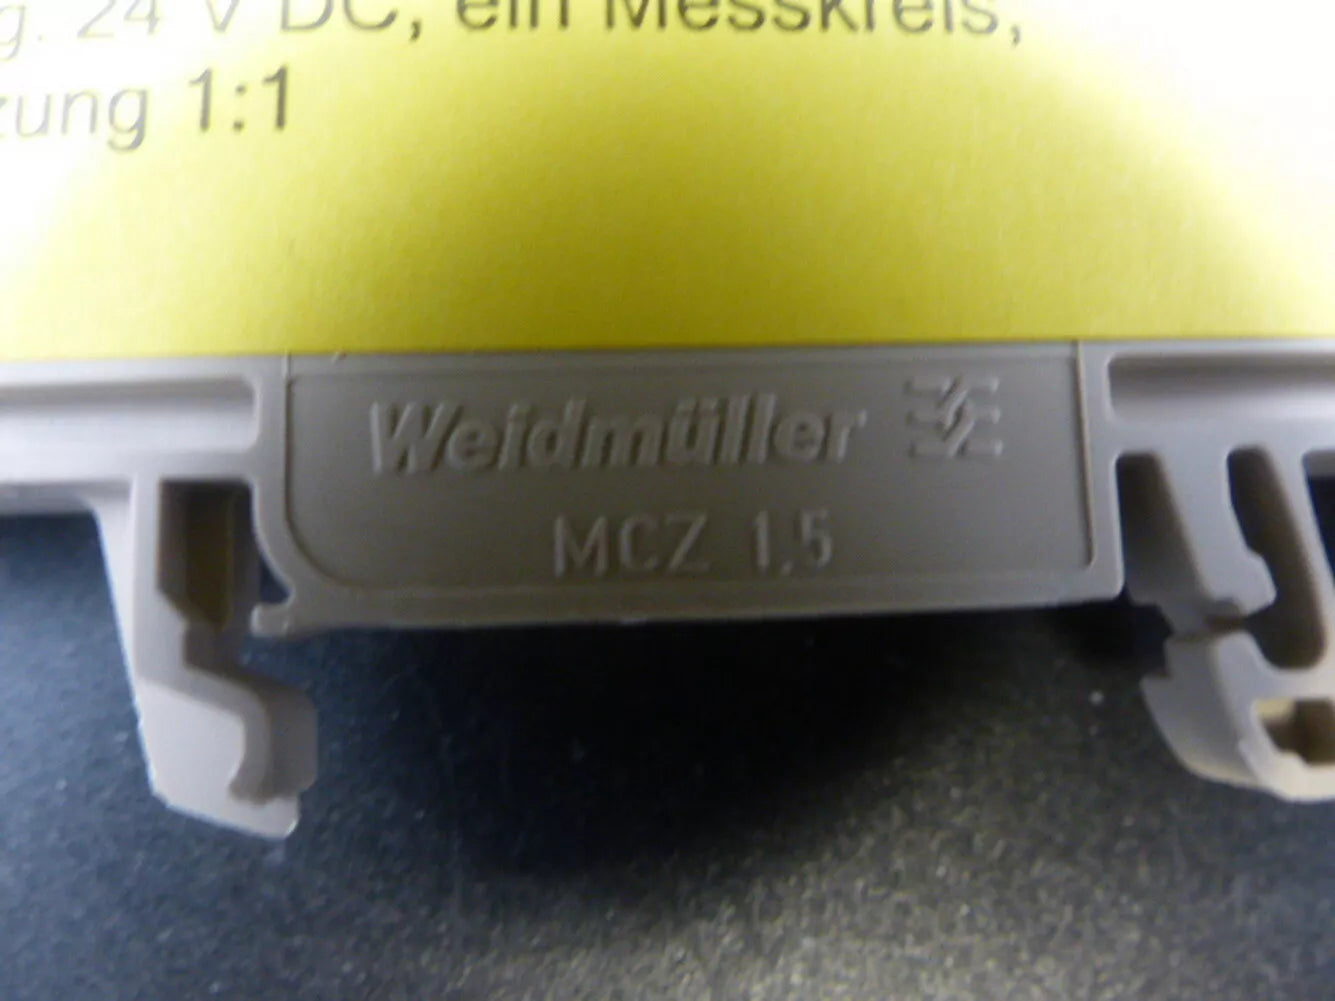 g. 24 V DC, ein Messkreis,
zung 1:1
Weidmüller
MCZ 1,5